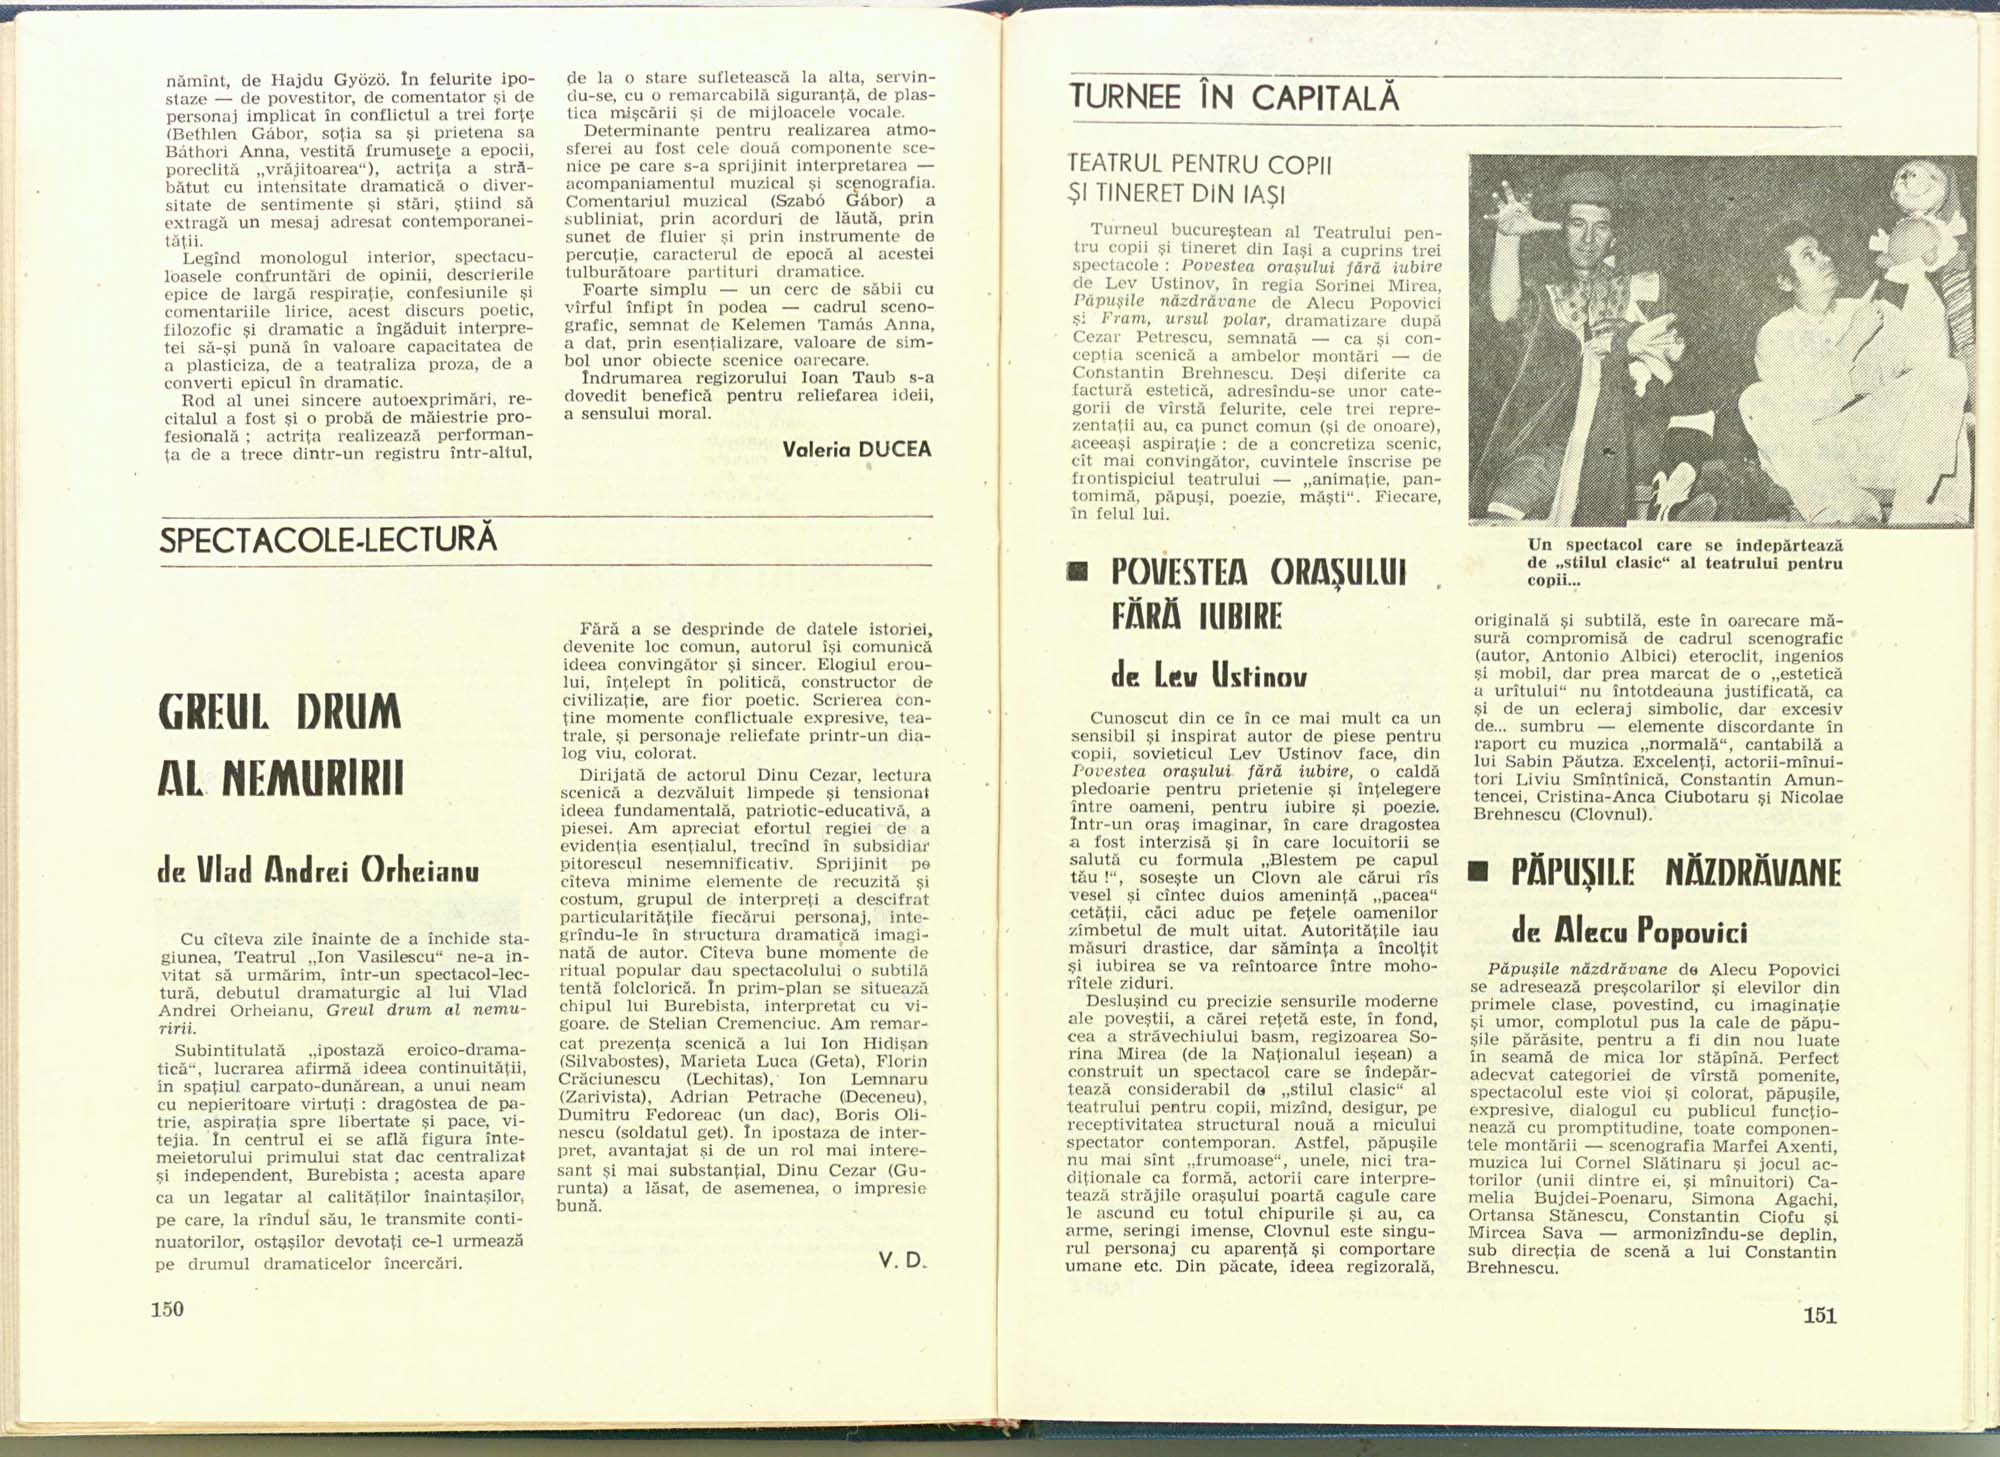 nămînt, de Hajdu Gyözö. În felurite ipo-
staze — de povestitor, de comentator și de
personaj implicat în conflictul a trei forțe
(Bethlen Gábor, soția sa și prietena sa
Báthori Anna, vestită frumusețe a epocii,
poreclită „vrăjitoarea“), actrița a stră-
bătut cu intensitate dramatică o diver-
sitate de sentimente și stări, știind să
extragă un mesaj adresat contemporanei-
tății.
Legînd monologul interior, spectacu-
loasele confruntări de opinii, descrierile
epice de largă respirație, confesiunile și
comentariile lirice, acest discurs poetic,
filozofic și dramatic a îngăduit interpre-
tei să-și pună în valoare capacitatea de
a plasticiza, de a teatraliza proza, de a
converti epicul în dramatic.
Rod al unei sincere autoexprimări, re-
citalul a fost și o probă de măiestrie pro-
fesională ; actrița realizează performan-
ța de a trece dintr-un registru într-altul,
de la o stare sufletească la alta, servin-
du-se, cu o remarcabilă siguranță, de plas-
tica mișcării și de mijloacele vocale.
Determinante pentru realizarea atmo-
sferei au fost cele două componente sce-
nice pe care s-a sprijinit interpretarea —
acompaniamentul muzical și scenografia.
Comentariul muzical (Szabó Gábor) a
subliniat, prin acorduri de lăută, prin
sunet de fluier și prin instrumente de
percuție, caracterul de epocă al acestei
tulburătoare partituri dramatice.
Foarte simplu — un cerc de săbii cu
vîrful înfipt în podea — cadrul sceno-
grafic, semnat de Kelemen Tamás Anna,
a dat, prin esențializare, valoare de sim-
bol unor obiecte scenice oarecare.
Îndrumarea regizorului Ioan Taub s-a
dovedit benefică pentru reliefarea ideii,
a sensului moral.
Valeria DUCEA
SPECTACOLE-LECTURĂ
GREUL DRUM
AL NEMURIRII
de Vlad Andrei Orheianu
Cu cîteva zile înainte de a închide sta-
giunea, Teatrul „Ion Vasilescu“ ne-a in-
vitat să urmărim, într-un spectacol-lec-
tură, debutul dramaturgic al lui Vlad
Andrei Orheianu, Greul drum al nemu-
ririi.
Subintitulată „ipostază eroico-drama-
tică“, lucrarea afirmă ideea continuității,
în spațiul carpato-dunărean, a unui neam
cu nepieritoare virtuți : dragostea de pa-
trie, aspirația spre libertate și pace, vi-
tejia. În centrul ei se află figura înte-
meietorului primului stat dac centralizat
și independent, Burebista ; acesta apare
ca un legatar al calităților înaintașilor,
pe care, la rîndul său, le transmite conti-
nuatorilor, ostașilor devotați ce-l urmează
pe drumul dramaticelor încercări.
Fără a se desprinde de datele istoriei,
devenite loc comun, autorul își comunică
ideea convingător și sincer. Elogiul erou-
lui, înțelept în politică, constructor de
civilizație, are fior poetic. Scrierea con-
ține momente conflictuale expresive, tea-
trale, și personaje reliefate printr-un dia-
log viu, colorat.
Dirijată de actorul Dinu Cezar, lectura
scenică a dezvăluit limpede și tensionat
ideea fundamentală, patriotic-educativă, a
piesei. Am apreciat efortul regiei de a
evidenția esențialul, trecînd în subsidiar
pitorescul nesemnificativ. Sprijinit pe
cîteva minime elemente de recuzită și
costum, grupul de interpreți a descifrat
particularitățile fiecărui personaj, inte-
grîndu-le în structura dramatică imagi-
nată de autor. Cîteva bune momente de
ritual popular dau spectacolului o subtilă
tentă folclorică. În prim-plan se situează
chipul lui Burebista, interpretat cu vi-
goare. de Stelian Cremenciuc. Am remar-
cat prezența scenică a lui Ion Hidișan
(Silvabostes), Marieta Luca (Geta), Florin
Crăciunescu (Lechitas), Ion Lemnaru
(Zarivista), Adrian Petrache (Deceneu),
Dumitru Fedoreac (un dac), Boris Oli-
nescu (soldatul get). În ipostaza de inter-
pret, avantajat și de un rol mai intere-
sant și mai substanțial, Dinu Cezar (Gu-
runta) a lăsat, de asemenea, o impresie
bună.
V. D.
150
TURNEE ÎN CAPITALĂ
TEATRUL PENTRU COPII
ȘI TINERET DIN IAȘI
Turneul bucureștean al Teatrului pen-
tru copii și tineret din Iași a cuprins trei
spectacole : Povestea orașului fără iubire
de Lev Ustinov, în regia Sorinei Mirea,
Păpușile năzdrăvane de Alecu Popovici
și Fram, ursul polar, dramatizare după
Cezar Petrescu, semnată — ca și con-
cepția scenică a ambelor montări — de
Constantin Brehnescu. Deși diferite ca
factură estetică, adresîndu-se unor cate-
gorii de vîrstă felurite, cele trei repre-
zentații au, ca punct comun (și de onoare),
aceeași aspirație : de a concretiza scenic,
cît mai convingător, cuvintele înscrise pe
frontispiciul teatrului — „animație, pan-
tomimă, păpuși, poezie, măști“. Fiecare,
în felul lui.
■ POVESTEA ORAȘULUI
FĂRĂ IUBIRE
de Lev Ustinov
Cunoscut din ce în ce mai mult ca un
sensibil și inspirat autor de piese pentru
copii, sovieticul Lev Ustinov face, din
Povestea orașului fără iubire, o caldă
pledoarie pentru prietenie și înțelegere
între oameni, pentru iubire și poezie.
Într-un oraș imaginar, în care dragostea
a fost interzisă și în care locuitorii se
salută cu formula „Blestem pe capul
tău !“, sosește un Clovn ale cărui rîs
vesel și cîntec duios amenință „pacea“
cetății, căci aduc pe fețele oamenilor
zîmbetul de mult uitat. Autoritățile iau
măsuri drastice, dar sămînța a încolțit
și iubirea se va reîntoarce între moho-
rîtele ziduri.
Deslușind cu precizie sensurile moderne
ale poveștii, a cărei rețetă este, în fond,
cea a străvechiului basm, regizoarea So-
rina Mirea (de la Naționalul ieșean) a
construit un spectacol care se îndepăr-
tează considerabil de „stilul clasic“ al
teatrului pentru copii, mizînd, desigur, pe
receptivitatea structural nouă a micului
spectator contemporan. Astfel, păpușile
nu mai sînt „frumoase“, unele, nici tra-
diționale ca formă, actorii care interpre-
tează străjile orașului poartă cagule care
le ascund cu totul chipurile și au, ca
arme, seringi imense, Clovnul este singu-
rul personaj cu aparență și comportare
umane etc. Din păcate, ideea regizorală,
Un spectacol care se îndepărtează
de „stilul clasic“ al teatrului pentru
copii...
originală și subtilă, este în oarecare mă-
sură compromisă de cadrul scenografic
(autor, Antonio Albici) eteroclit, ingenios
și mobil, dar prea marcat de o „estetică
a urîtului“ nu întotdeauna justificată, ca
și de un ecleraj simbolic, dar excesiv
de... sumbru — elemente discordante în
raport cu muzica „normală“, cantabilă a
lui Sabin Păutza. Excelenți, actorii-mînui-
tori Liviu Smîntînică, Constantin Amun-
tencei, Cristina-Anca Ciubotaru și Nicolae
Brehnescu (Clovnul).
■ PĂPUȘILE NĂZDRĂVANE
de Alecu Popovici
Păpușile năzdrăvane de Alecu Popovici
se adresează preșcolarilor și elevilor din
primele clase, povestind, cu imaginație
și umor, complotul pus la cale de păpu-
șile părăsite, pentru a fi din nou luate
în seamă de mica lor stăpînă. Perfect
adecvat categoriei de vîrstă pomenite,
spectacolul este vioi și colorat, păpușile,
expresive, dialogul cu publicul funcțio-
nează cu promptitudine, toate componen-
tele montării — scenografia Marfei Axenti,
muzica lui Cornel Slătinaru și jocul ac-
torilor (unii dintre ei, și mînuitori) Ca-
melia Bujdei-Poenaru, Simona Agachi,
Ortansa Stănescu, Constantin Ciofu și
Mircea Sava — armonizîndu-se deplin,
sub direcția de scenă a lui Constantin
Brehnescu.
151